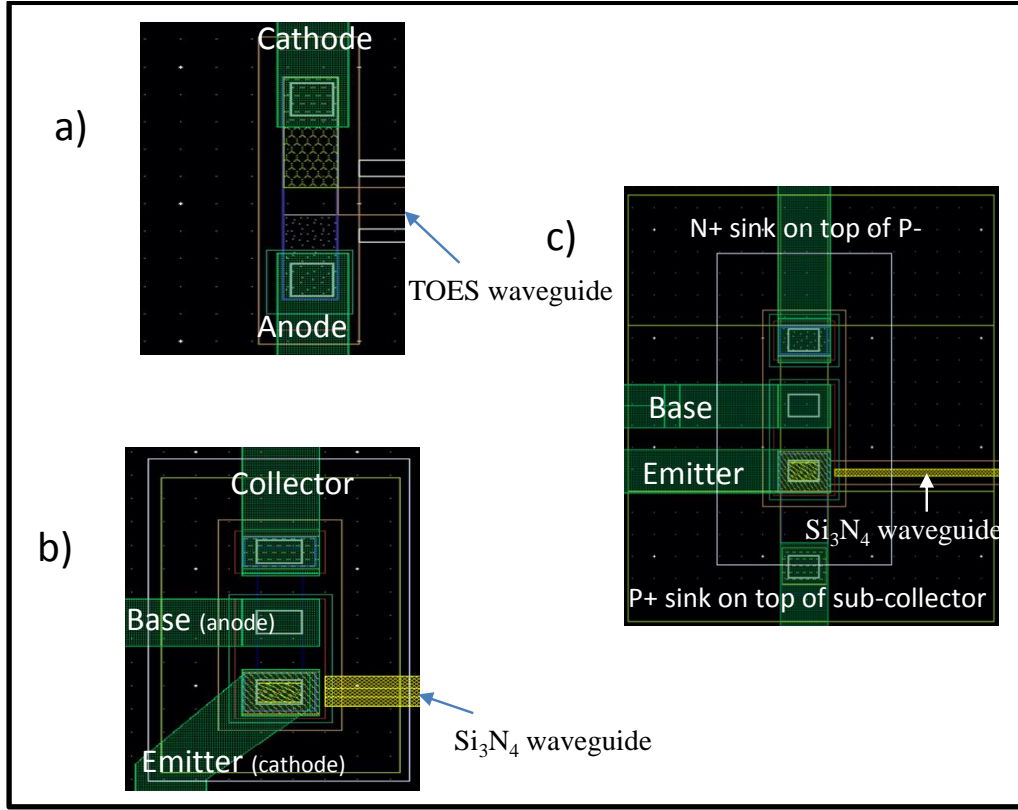 a)
Cathode
TOES waveguide
Anode
b)
Collector
Base (anode)
Emitter (cathode)
Si₃N₄ waveguide
c)
N+ sink on top of P-
Base
Emitter
Si₃N₄ waveguide
P+ sink on top of sub-collector